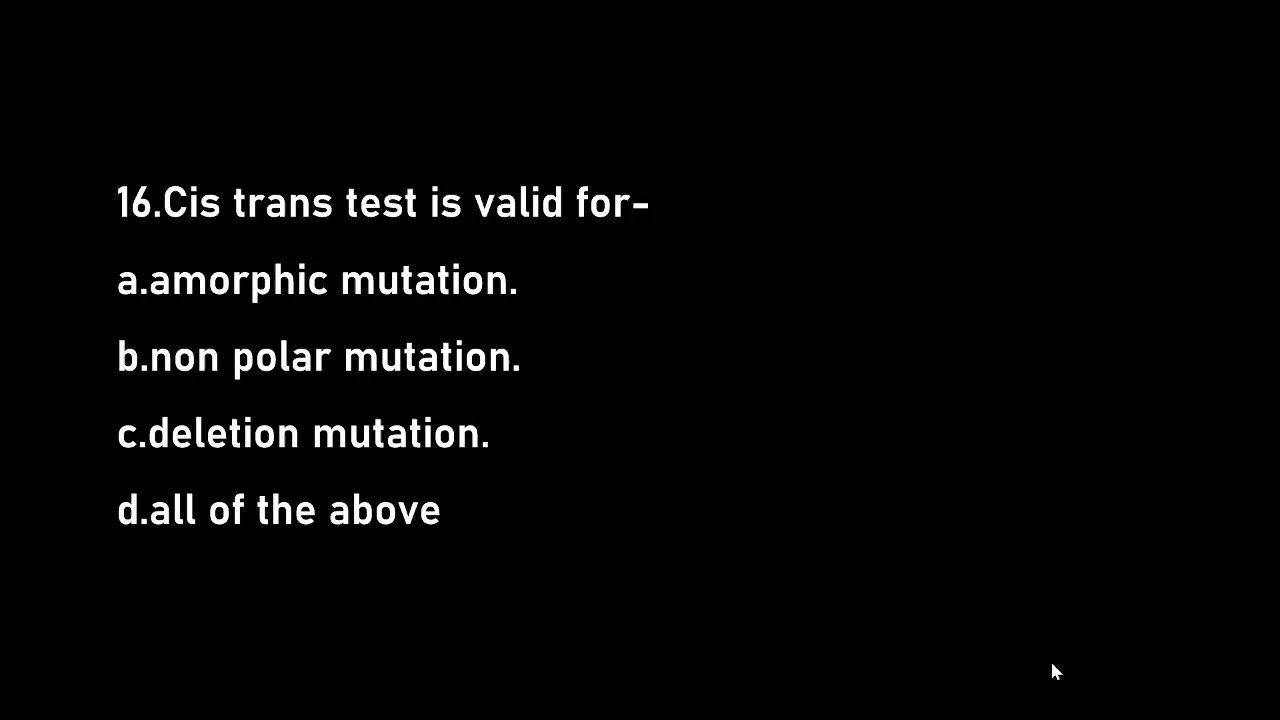 16.Cis trans test is valid for-
a.amorphic mutation.
b.non polar mutation.
c.deletion mutation.
d.all of the above